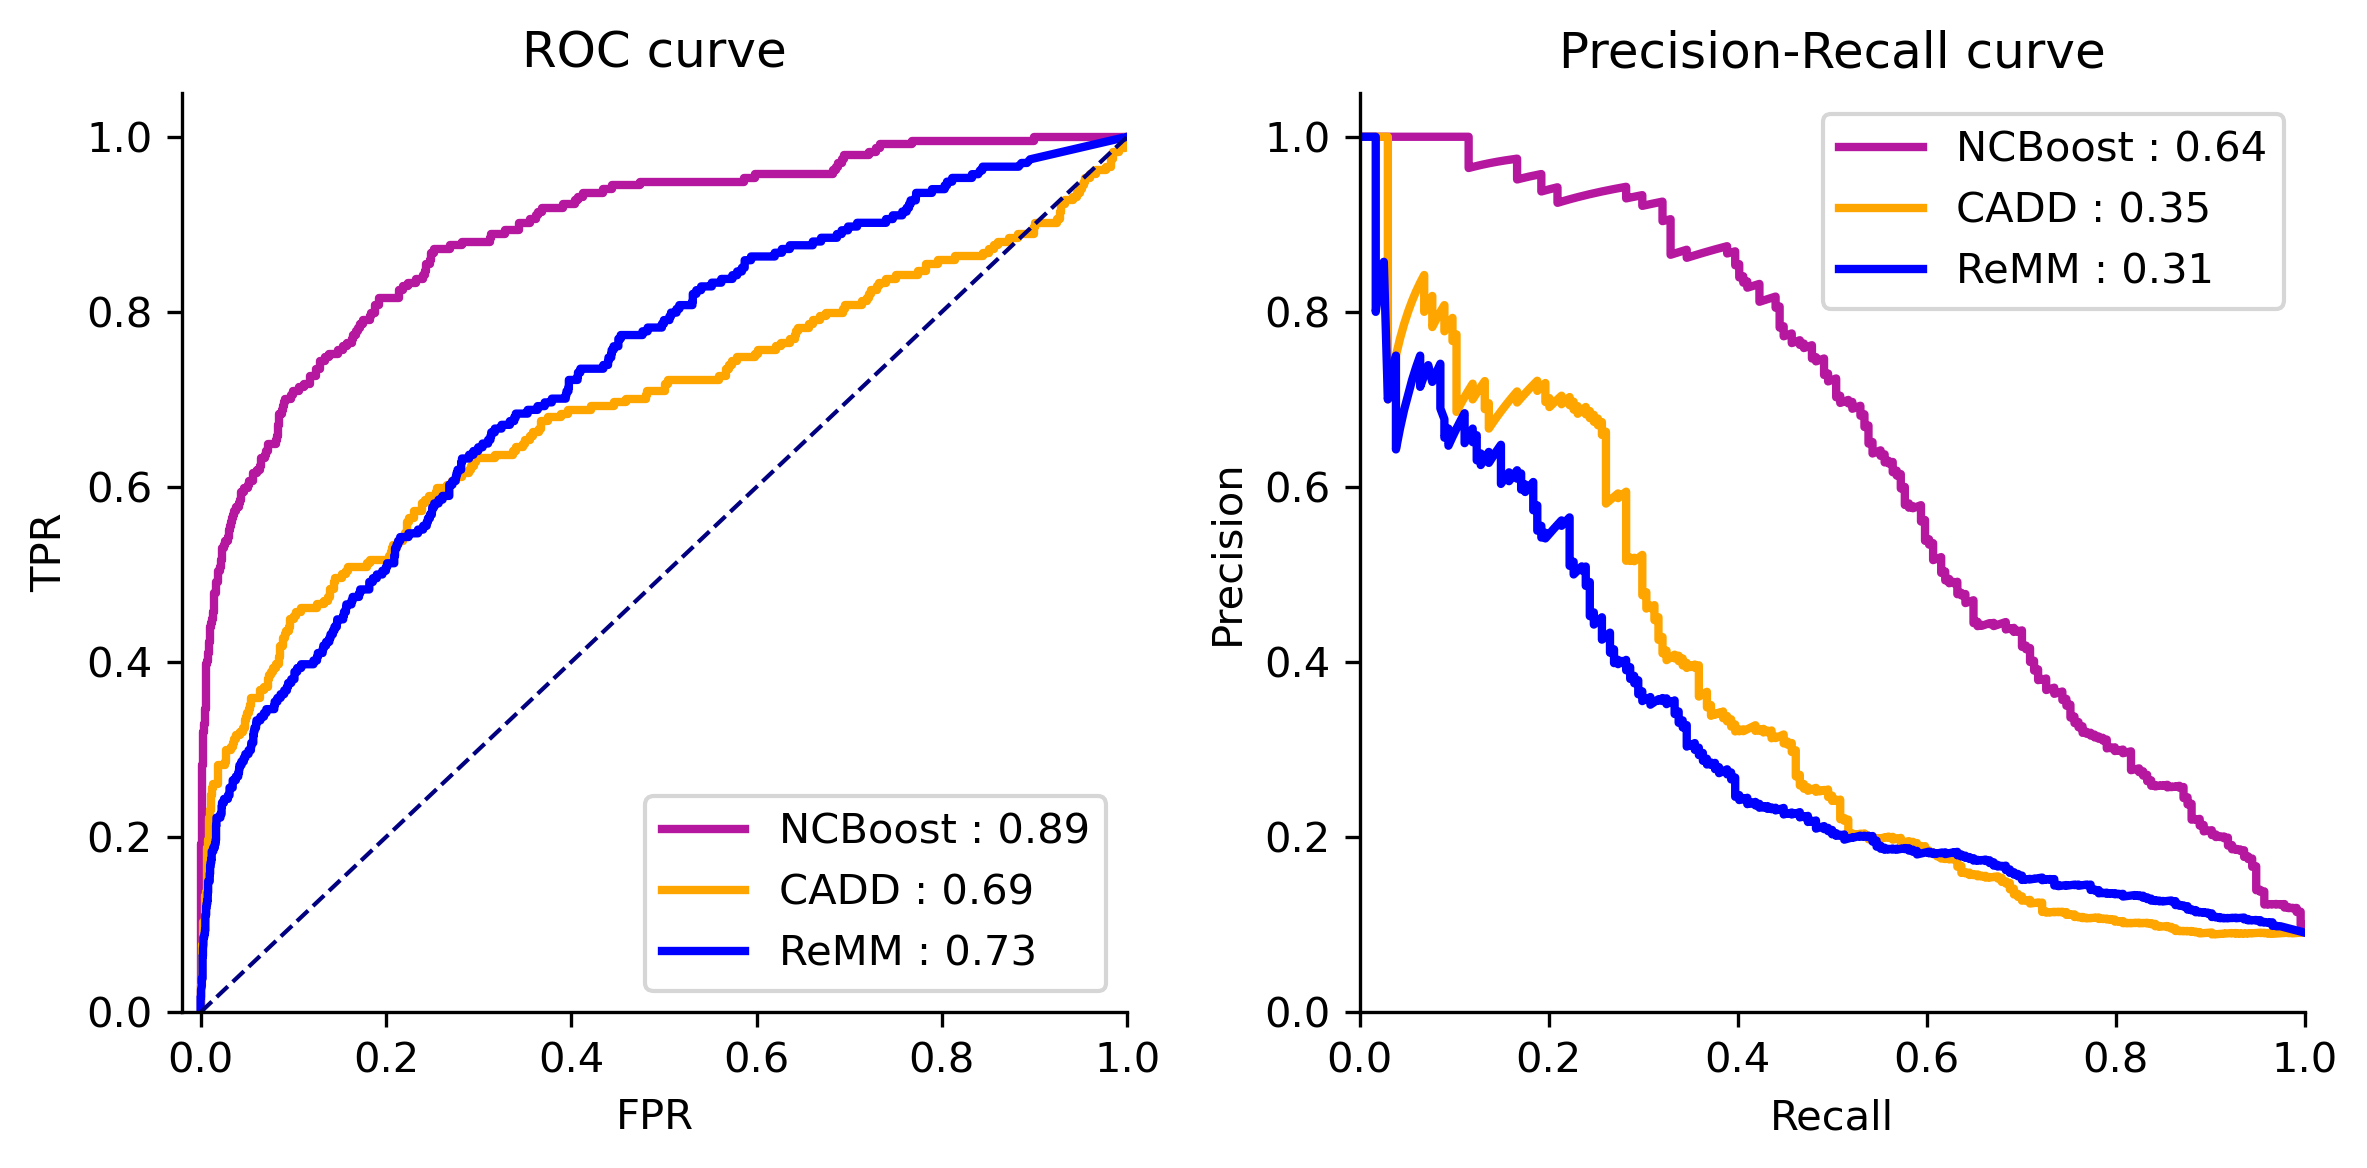 ROC curve
1.0
0.8
0.6
0.4
0.2
0.0
TPR
0.0 0.2 0.4 0.6 0.8 1.0
FPR
NCBoost : 0.89
CADD : 0.69
ReMM : 0.73
Precision-Recall curve
1.0
0.8
0.6
0.4
0.2
0.0
Precision
0.0 0.2 0.4 0.6 0.8 1.0
Recall
NCBoost : 0.64
CADD : 0.35
ReMM : 0.31